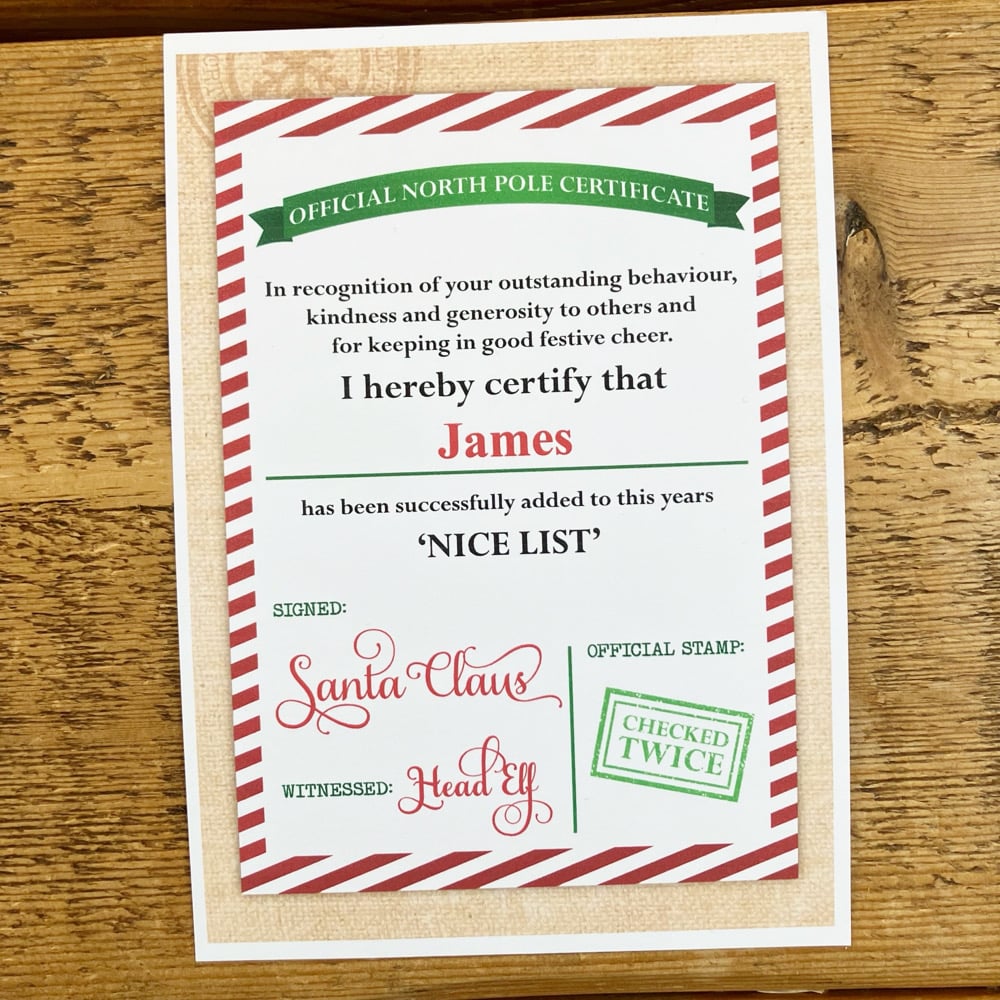 OFFICIAL NORTH POLE CERTIFICATE
In recognition of your outstanding behaviour,
kindness and generosity to others and
for keeping in good festive cheer.
I hereby certify that
James
has been successfully added to this years
‘NICE LIST’
SIGNED:
Santa Claus
WITNESSED: Head Elf
OFFICIAL STAMP:
CHECKED
TWICE